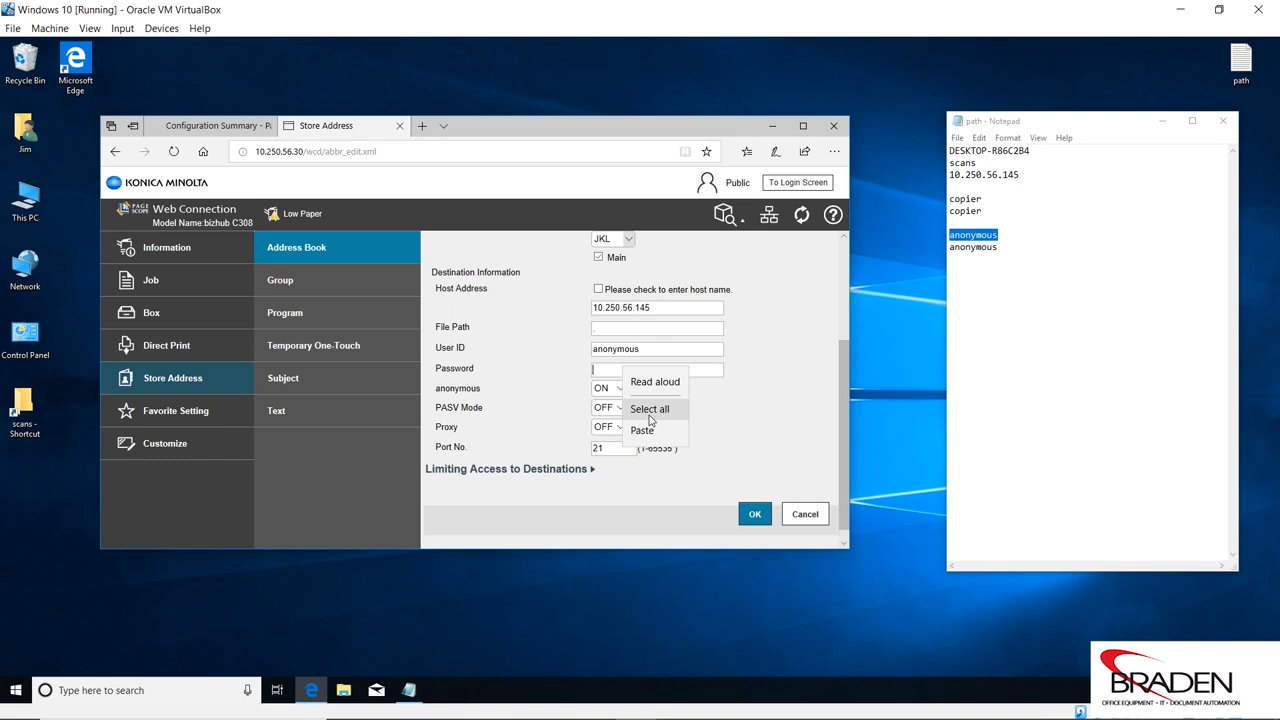 Windows 10 [Running] - Oracle VM VirtualBox
File Machine View Input Devices Help
Recycle Bin
Microsoft Edge
Jim
This PC
Network
Control Panel
scans - Shortcut
path
Configuration Summary - Pa
Store Address
10.250.56.30/wcd/abbr_edit.xml
KONICA MINOLTA
Public
To Login Screen
PAGE SCOPE Web Connection
Model Name:bizhub C308
Low Paper
Information
Job
Box
Direct Print
Store Address
Favorite Setting
Customize
Address Book
Group
Program
Temporary One-Touch
Subject
Text
JKL
Main
Destination Information
Host Address
Please check to enter host name.
10.250.56.145
File Path
.
User ID
anonymous
Password
anonymous
ON
PASV Mode
OFF
Proxy
OFF
Port No.
21
(1-65535 )
Read aloud
Select all
Paste
Limiting Access to Destinations
OK
Cancel
path - Notepad
File Edit Format View Help
DESKTOP-R86C2B4
scans
10.250.56.145
copier
copier
anonymous
anonymous
Type here to search
BRADEN
OFFICE EQUIPMENT • IT • DOCUMENT AUTOMATION